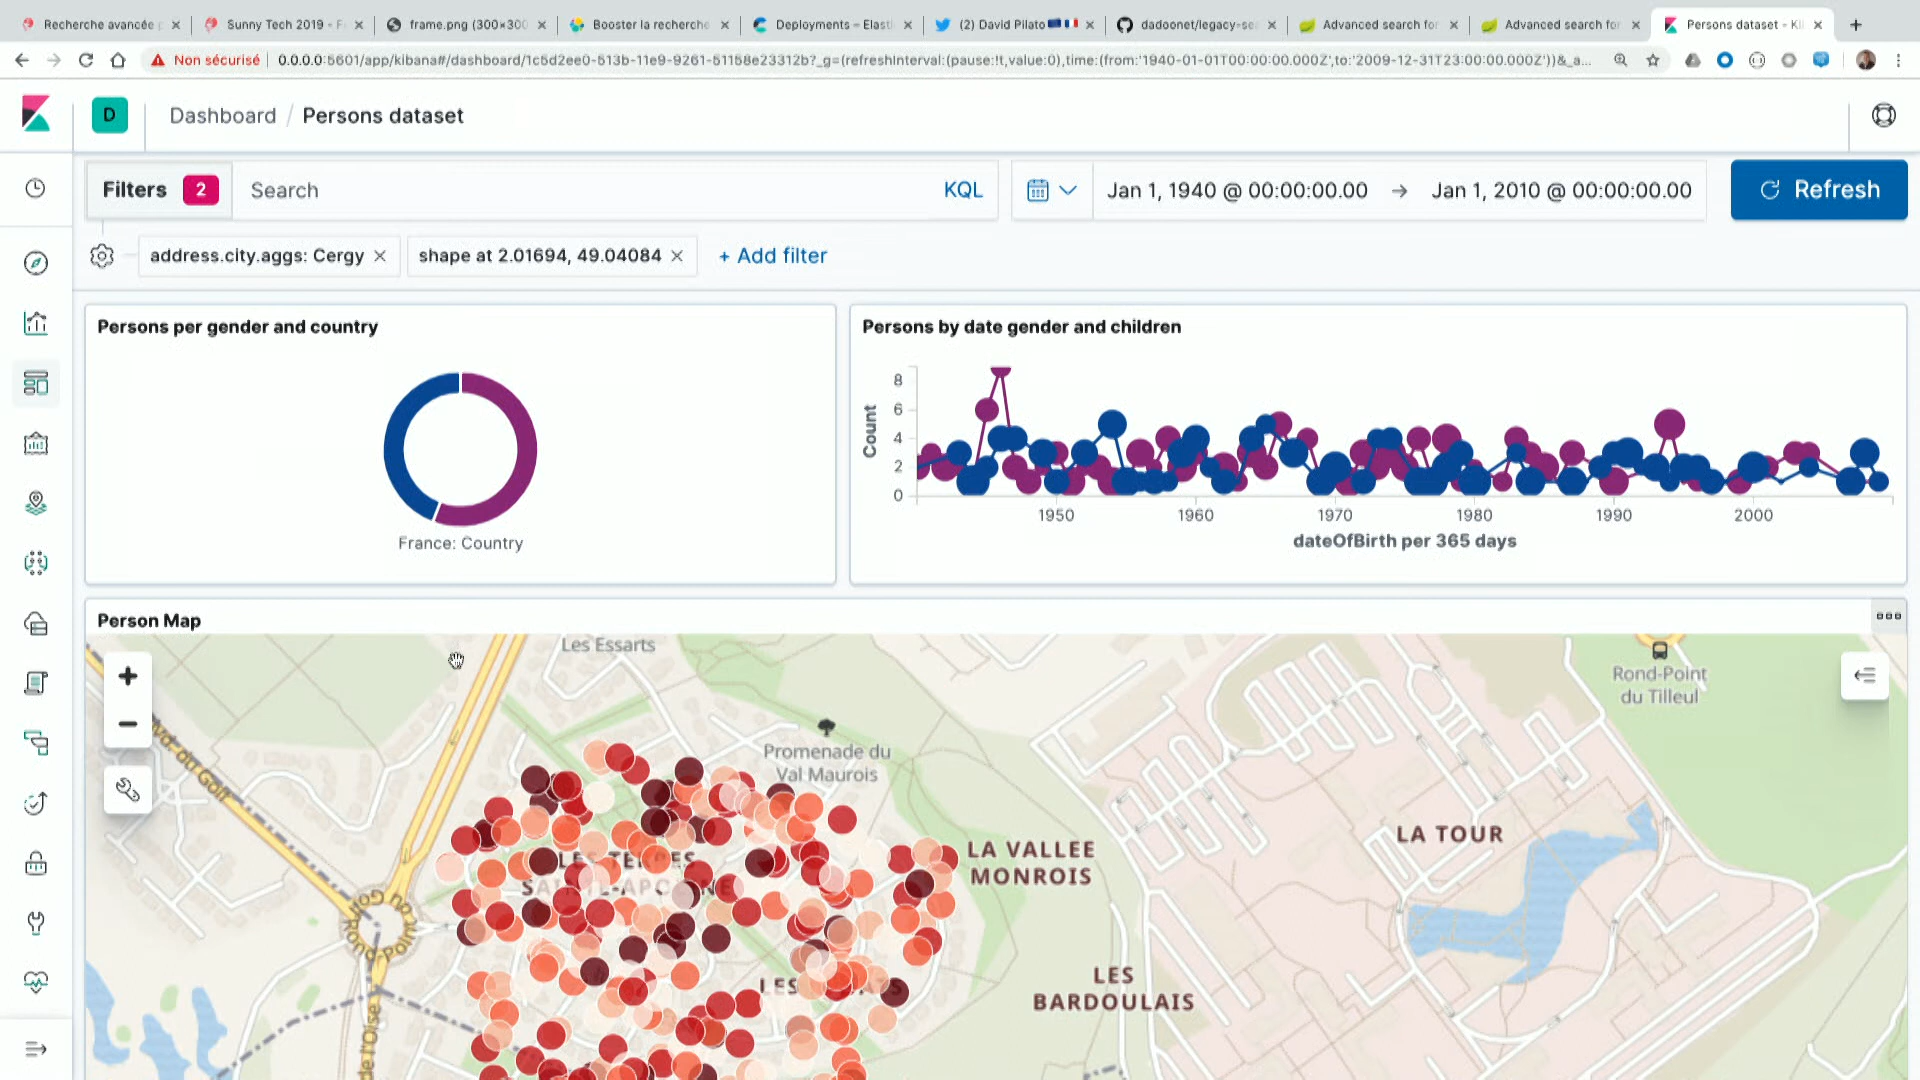 Recherche avancée
Sunny Tech 2019 - F
frame.png (300×300
Booster la recherche
Deployments - Elasti
(2) David Pilato
dadoonet/legacy-sea
Advanced search for
Advanced search for
Persons dataset - Ki
Non sécurisé
0.0.0.0:5601/app/kibana#/dashboard/1c5d2ee0-513b-11e9-9261-51158e23312b?_g=(refreshInterval:(pause:!t,value:0),time:(from:'1940-01-01T00:00:00.000Z',to:'2009-12-31T23:00:00.000Z'))&_a...
D
Dashboard / Persons dataset
Filters 2
Search
KQL
Jan 1, 1940 @ 00:00:00.00 → Jan 1, 2010 @ 00:00:00.00
Refresh
address.city.aggs: Cergy ×
shape at 2.01694, 49.04084 ×
+ Add filter
Persons per gender and country
France: Country
Persons by date gender and children
Count
8
6
4
2
0
1950 1960 1970 1980 1990 2000
dateOfBirth per 365 days
Person Map
Les Essarts
Rond-Point
du Tilleul
Promenade du
Val Maurois
LA VALLEE
MONROIS
LA TOUR
LES
BARDOULAIS
LES